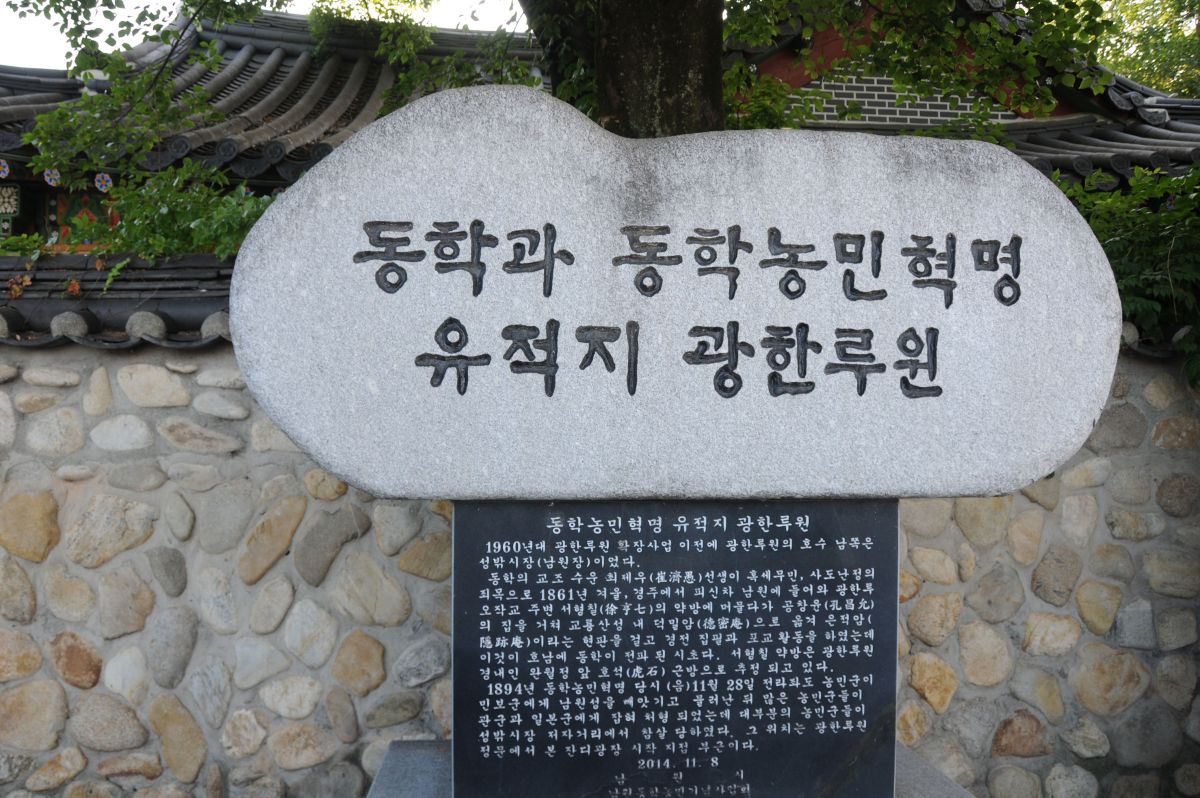 동학과 동학농민혁명
유적지 광한루원
동학농민혁명 유적지 광한루원
1960년대 광한루원 확장사업 이전에 광한루원의 호수 남쪽은
성밖시장(남원장)이었다.
동학의 교조 수운 최제우(崔濟愚)선생이 혹세무민, 사도난정의
죄목으로 1861년 겨울, 경주에서 피신차 남원에 들어와 광한루
오작교 주변 서형칠(徐亨七)의 약방에 머물다가 공창윤(孔昌允)
의 집을 거쳐 교룡산성 내 덕밀암(德密庵)으로 옮겨 은적암(
隱跡庵)이라는 현판을 걸고 경전 집필과 포교 활동을 하였는데
이것이 호남에 동학이 전파 된 시초다. 서형칠 약방은 광한루원
경내인 완월정 앞 호석(虎石) 근방으로 추정 되고 있다.
1894년 동학농민혁명 당시 (음)11월 28일 전라좌도 농민군이
민보군에게 남원성을 빼앗기고 물러난 뒤 많은 농민군들이
관군과 일본군에게 잡혀 처형 되었는데 대부분의 농민군들이
성밖시장 저자거리에서 참살 당하였다. 그 위치는 광한루원
정문에서 본 잔디광장 시작 지점 부근이다.
2014. 11. 8
남 원 시
남원동학농민기념사업회